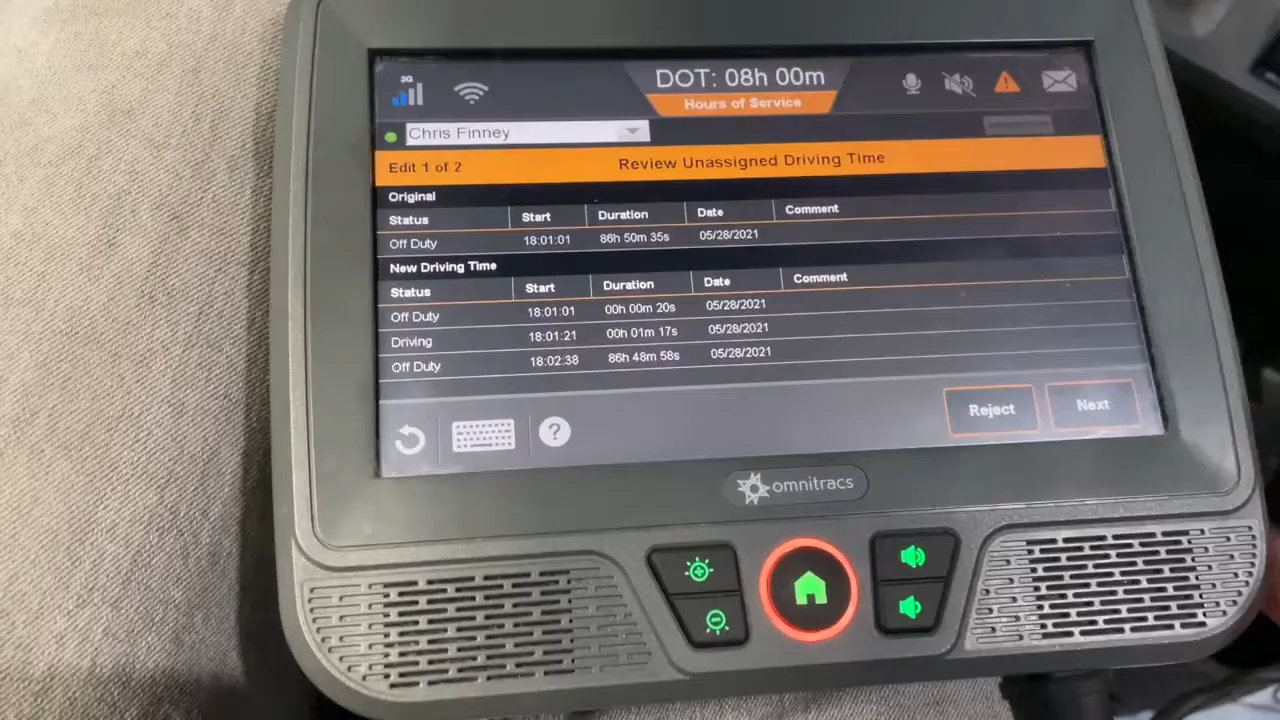 3G
DOT: 08h 00m
Hours of Service
Chris Finney
Edit 1 of 2 Review Unassigned Driving Time
Original
Status Start Duration Date Comment
Off Duty 18:01:01 86h 50m 35s 05/28/2021
New Driving Time
Status Start Duration Date Comment
Off Duty 18:01:01 00h 00m 20s 05/28/2021
Driving 18:01:21 00h 01m 17s 05/28/2021
Off Duty 18:02:38 86h 48m 58s 05/28/2021
? Reject Next
omnitracs